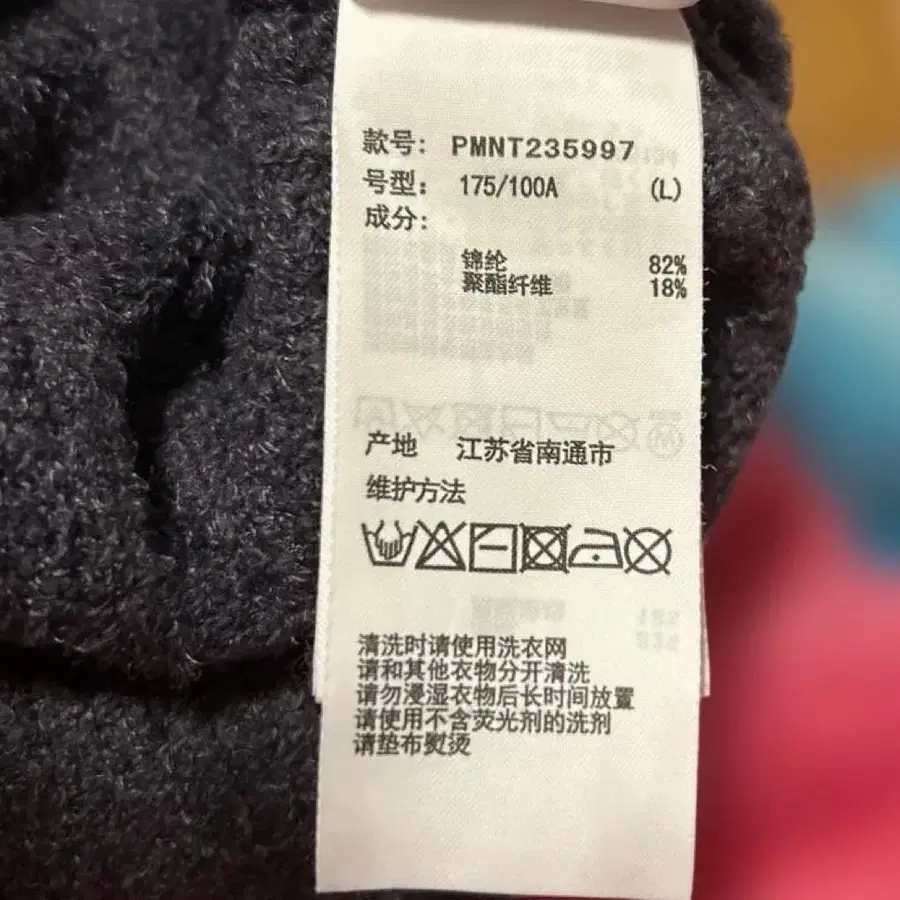 款号: PMNT235997
号型: 175/100A (L)
成分:
锦纶 82%
聚酯纤维 18%
产地 江苏省南通市
维护方法
清洗时请使用洗衣网
请和其他衣物分开清洗
请勿浸湿衣物后长时间放置
请使用不含荧光剂的洗剂
请垫布熨烫